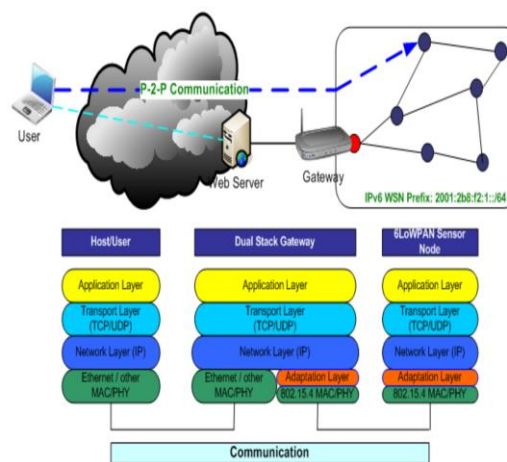 P-2-P Communication
User
Web Server
Gateway
IPv6 WSN Prefix: 2001:2b8:f2:1::/64
Host/User
Dual Stack Gateway
6LoWPAN Sensor
Node
Application Layer
Application Layer
Application Layer
Transport Layer
(TCP/UDP)
Transport Layer
(TCP/UDP)
Transport Layer
(TCP/UDP)
Network Layer (IP)
Network Layer (IP)
Network Layer (IP)
Ethernet / other
MAC/PHY
Ethernet / other
MAC/PHY
Adaptation Layer
802.15.4 MAC/PHY
Adaptation Layer
802.15.4 MAC/PHY
Communication